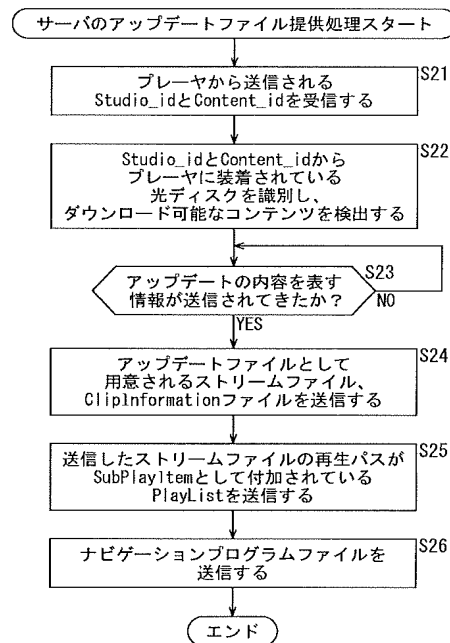 サーバのアップデートファイル提供処理スタート
S21
プレーヤから送信される
Studio_idとContent_idを受信する
S22
Studio_idとContent_idから
プレーヤに装着されている
光ディスクを識別し、
ダウンロード可能なコンテンツを検出する
S23
アップデートの内容を表す
情報が送信されてきたか？
NO
YES
S24
アップデートファイルとして
用意されるストリームファイル、
ClipInformationファイルを送信する
S25
送信したストリームファイルの再生パスが
SubPlayItemとして付加されている
PlayListを送信する
S26
ナビゲーションプログラムファイルを
送信する
エンド